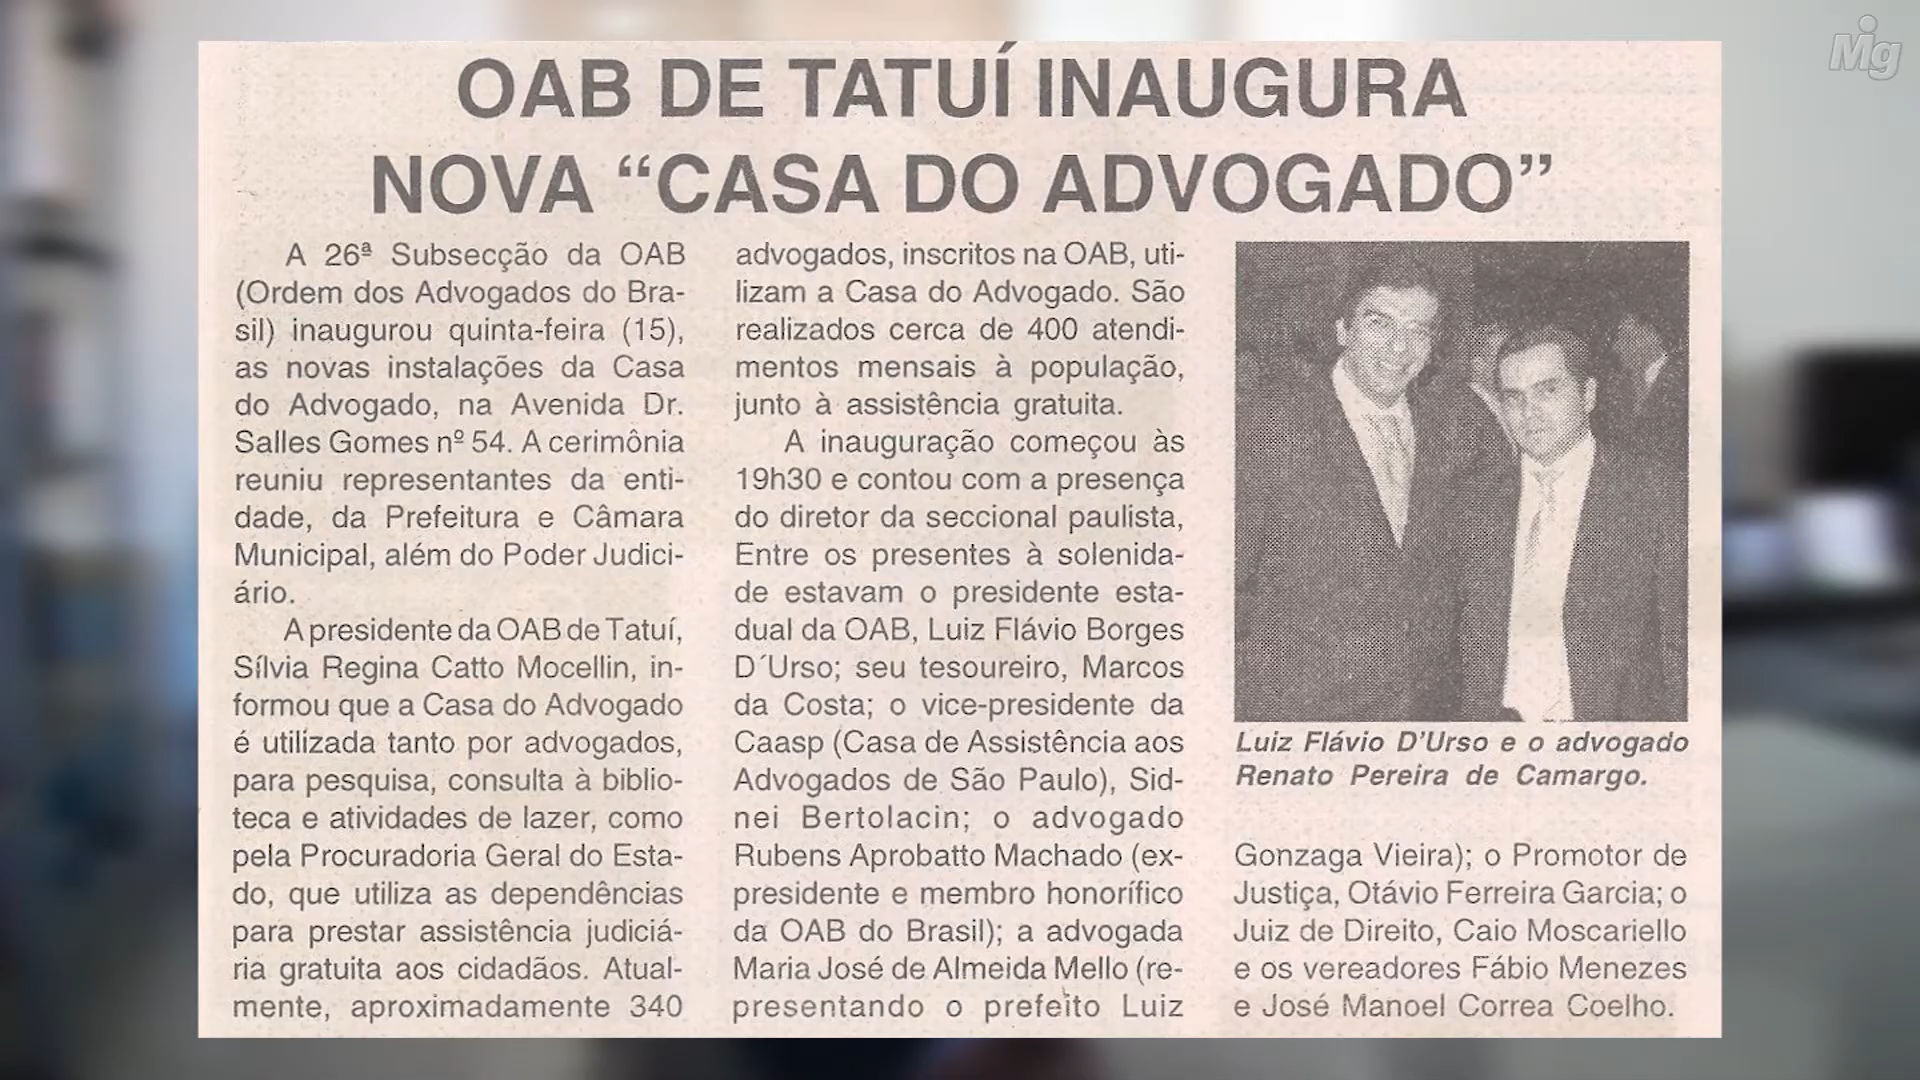 OAB DE TATUÍ INAUGURA
NOVA “CASA DO ADVOGADO”
A 26ª Subsecção da OAB
(Ordem dos Advogados do Bra-
sil) inaugurou quinta-feira (15),
as novas instalações da Casa
do Advogado, na Avenida Dr.
Salles Gomes nº 54. A cerimônia
reuniu representantes da enti-
dade, da Prefeitura e Câmara
Municipal, além do Poder Judici-
ário.
A presidente da OAB de Tatuí,
Sílvia Regina Catto Mocellin, in-
formou que a Casa do Advogado
é utilizada tanto por advogados,
para pesquisa, consulta à biblio-
teca e atividades de lazer, como
pela Procuradoria Geral do Esta-
do, que utiliza as dependências
para prestar assistência judiciá-
ria gratuita aos cidadãos. Atual-
mente, aproximadamente 340
advogados, inscritos na OAB, uti-
lizam a Casa do Advogado. São
realizados cerca de 400 atendi-
mentos mensais à população,
junto à assistência gratuita.
A inauguração começou às
19h30 e contou com a presença
do diretor da seccional paulista,
Entre os presentes à solenida-
de estavam o presidente esta-
dual da OAB, Luiz Flávio Borges
D´Urso; seu tesoureiro, Marcos
da Costa; o vice-presidente da
Caasp (Casa de Assistência aos
Advogados de São Paulo), Sid-
nei Bertolacin; o advogado
Rubens Aprobatto Machado (ex-
presidente e membro honorífico
da OAB do Brasil); a advogada
Maria José de Almeida Mello (re-
presentando o prefeito Luiz
Luiz Flávio D’Urso e o advogado
Renato Pereira de Camargo.
Gonzaga Vieira); o Promotor de
Justiça, Otávio Ferreira Garcia; o
Juiz de Direito, Caio Moscariello
e os vereadores Fábio Menezes
e José Manoel Correa Coelho.
Mig